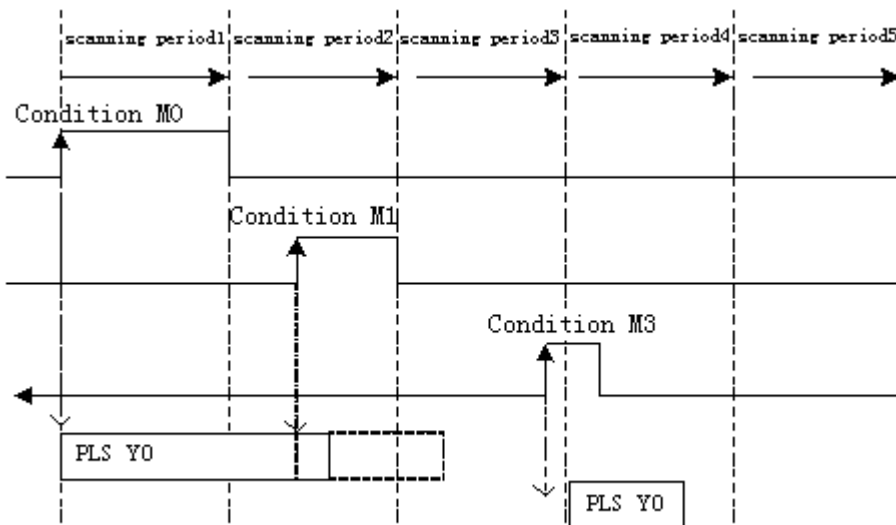 scanning period1 scanning period2 scanning period3 scanning period4 scanning period5
Condition M0
Condition M1
Condition M3
PLS Y0
PLS Y0